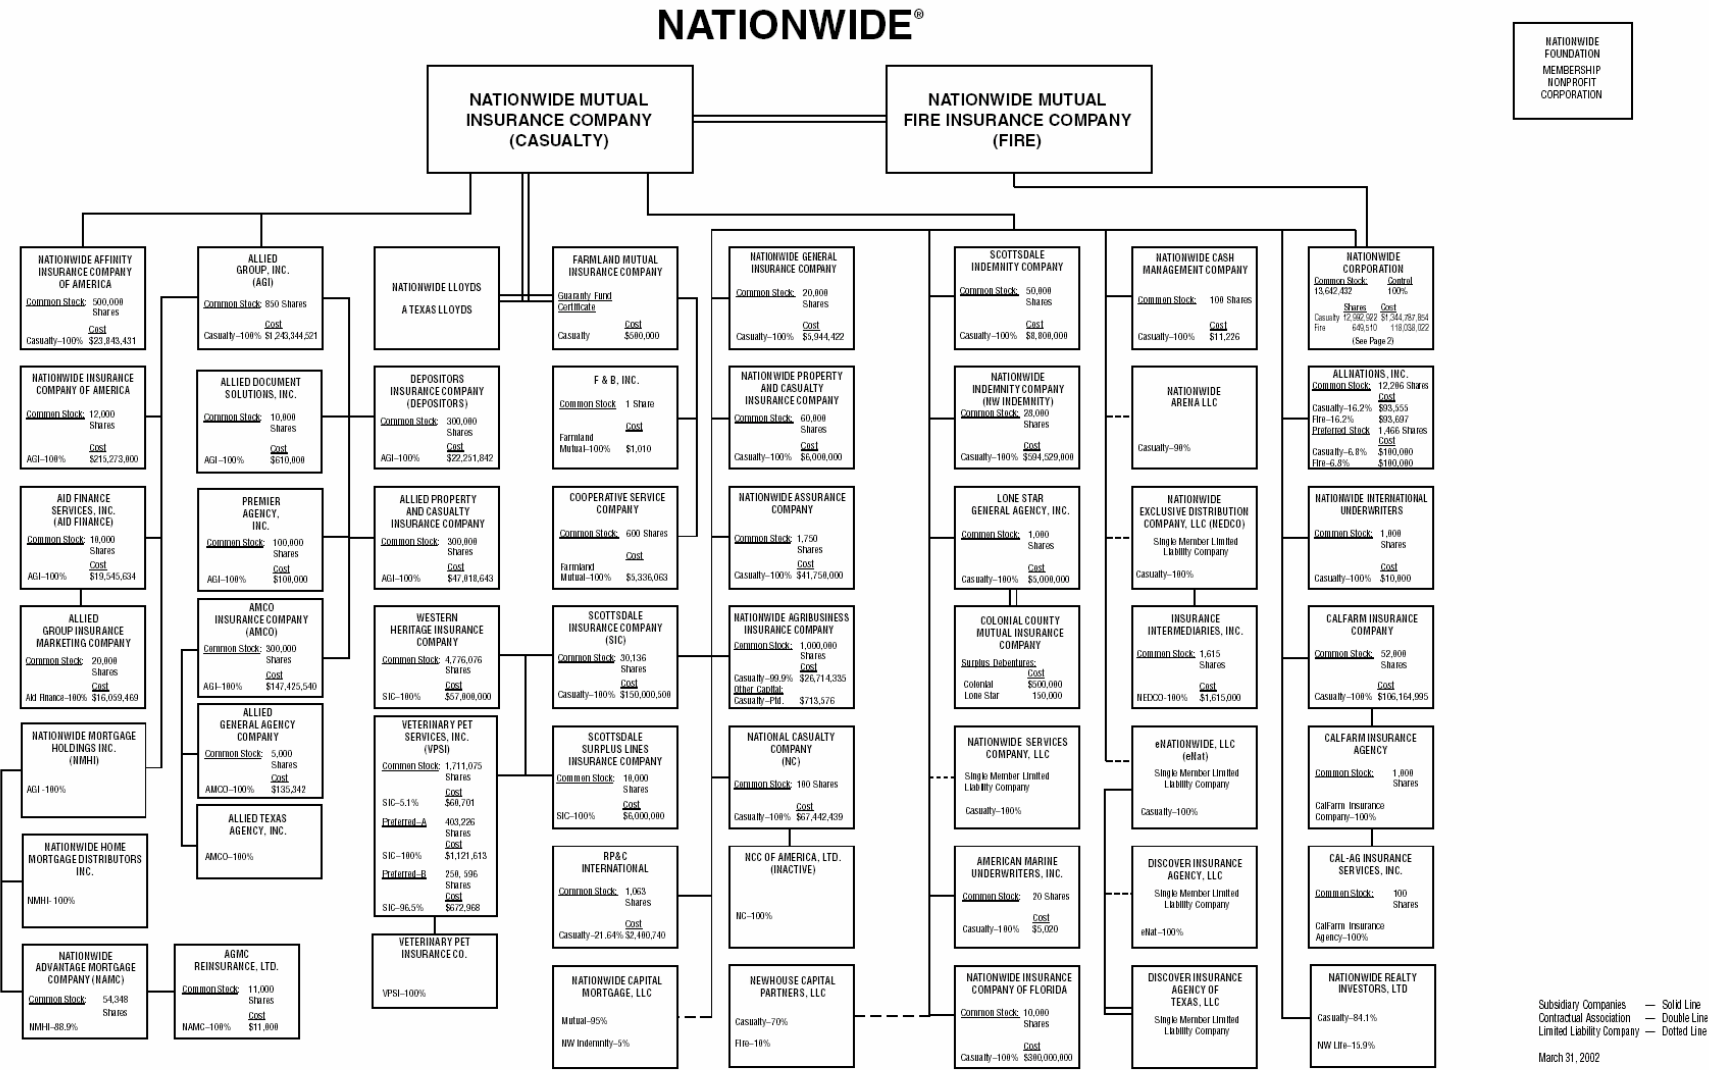 NATIONWIDE®
NATIONWIDE
FOUNDATION
MEMBERSHIP
NONPROFIT
CORPORATION
NATIONWIDE MUTUAL
INSURANCE COMPANY
(CASUALTY)
NATIONWIDE MUTUAL
FIRE INSURANCE COMPANY
(FIRE)
NATIONWIDE AFFINITY
INSURANCE COMPANY
OF AMERICA
Common Stock: 500,000
Shares
Cost
Casualty–100% $23,843,431
ALLIED
GROUP, INC.
(AGI)
Common Stock: 850 Shares
Cost
Casualty–100% $1,243,344,521
NATIONWIDE LLOYDS
A TEXAS LLOYDS
FARMLAND MUTUAL
INSURANCE COMPANY
Guaranty Fund
Certificate
Cost
Casualty $500,000
NATIONWIDE GENERAL
INSURANCE COMPANY
Common Stock: 20,000
Shares
Cost
Casualty–100% $5,944,422
SCOTTSDALE
INDEMNITY COMPANY
Common Stock: 50,000
Shares
Cost
Casualty–100% $8,800,000
NATIONWIDE CASH
MANAGEMENT COMPANY
Common Stock: 100 Shares
Cost
Casualty–100% $11,226
NATIONWIDE
CORPORATION
Common Stock: Control
13,642,432 100%
Shares Cost
Casualty 12,992,922 $1,344,787,854
Fire 649,510 118,038,022
(See Page 2)
NATIONWIDE INSURANCE
COMPANY OF AMERICA
Common Stock: 12,000
Shares
Cost
AGI–100% $215,273,000
ALLIED DOCUMENT
SOLUTIONS, INC.
Common Stock: 10,000
Shares
Cost
AGI–100% $610,000
DEPOSITORS
INSURANCE COMPANY
(DEPOSITORS)
Common Stock: 300,000
Shares
Cost
AGI–100% $22,251,842
F & B, INC.
Common Stock 1 Share
Cost
Farmland
Mutual–100% $1,010
NATIONWIDE PROPERTY
AND CASUALTY
INSURANCE COMPANY
Common Stock: 60,000
Shares
Cost
Casualty–100% $6,000,000
NATIONWIDE
INDEMNITY COMPANY
(NW INDEMNITY)
Common Stock: 28,000
Shares
Cost
Casualty–100% $594,529,000
NATIONWIDE
ARENA LLC
Casualty–90%
ALLNATIONS, INC.
Common Stock: 12,206 Shares
Cost
Casualty–16.2% $93,555
Fire–16.2% $93,697
Preferred Stock 1,466 Shares
Cost
Casualty–6.8% $100,000
Fire–6.8% $100,000
AID FINANCE
SERVICES, INC.
(AID FINANCE)
Common Stock: 10,000
Shares
Cost
AGI–100% $19,545,634
PREMIER
AGENCY,
INC.
Common Stock: 100,000
Shares
Cost
AGI–100% $100,000
ALLIED PROPERTY
AND CASUALTY
INSURANCE COMPANY
Common Stock: 300,000
Shares
Cost
AGI–100% $47,018,643
COOPERATIVE SERVICE
COMPANY
Common Stock: 600 Shares
Cost
Farmland
Mutual–100% $5,336,063
NATIONWIDE ASSURANCE
COMPANY
Common Stock: 1,750
Shares
Cost
Casualty–100% $41,750,000
LONE STAR
GENERAL AGENCY, INC.
Common Stock: 1,000
Shares
Cost
Casualty–100% $5,000,000
NATIONWIDE
EXCLUSIVE DISTRIBUTION
COMPANY, LLC (NEDCO)
Single Member Limited
Liability Company
Casualty–100%
NATIONWIDE INTERNATIONAL
UNDERWRITERS
Common Stock: 1,000
Shares
Cost
Casualty–100% $10,000
ALLIED
GROUP INSURANCE
MARKETING COMPANY
Common Stock: 20,000
Shares
Cost
Aid Finance–100% $16,059,469
AMCO
INSURANCE COMPANY
(AMCO)
Common Stock: 300,000
Shares
Cost
AGI–100% $147,425,540
WESTERN
HERITAGE INSURANCE
COMPANY
Common Stock: 4,776,076
Shares
Cost
SIC–100% $57,000,000
SCOTTSDALE
INSURANCE COMPANY
(SIC)
Common Stock: 30,136
Shares
Cost
Casualty–100% $150,000,500
NATIONWIDE AGRIBUSINESS
INSURANCE COMPANY
Common Stock: 1,000,000
Shares
Cost
Casualty–99.9% $26,714,335
Other Capital:
Casualty–Ptd. $713,576
COLONIAL COUNTY
MUTUAL INSURANCE
COMPANY
Surplus Debentures:
Cost
Colonial $500,000
Lone Star 150,000
INSURANCE
INTERMEDIARIES, INC.
Common Stock: 1,615
Shares
Cost
NEDCO-100% $1,615,000
CALFARM INSURANCE
COMPANY
Common Stock: 52,000
Shares
Cost
Casualty–100% $106,164,995
NATIONWIDE MORTGAGE
HOLDINGS INC.
(NMHI)
AGI -100%
ALLIED
GENERAL AGENCY
COMPANY
Common Stock: 5,000
Shares
Cost
AMCO–100% $135,342
VETERINARY PET
SERVICES, INC.
(VPSI)
Common Stock: 1,711,075
Shares
Cost
SIC–5.1% $60,701
Preferred–A 403,226
Shares
Cost
SIC–100% $1,121,613
Preferred–B 250, 596
Shares
Cost
SIC–96.5% $672,968
SCOTTSDALE
SURPLUS LINES
INSURANCE COMPANY
Common Stock: 10,000
Shares
Cost
SIC–100% $6,000,000
NATIONAL CASUALTY
COMPANY
(NC)
Common Stock: 100 Shares
Cost
Casualty–100% $67,442,439
NATIONWIDE SERVICES
COMPANY, LLC
Single Member Limited
Liability Company
Casualty–100%
eNATIONWIDE, LLC
(eNat)
Single Member Limited
Liability Company
Casualty–100%
CALFARM INSURANCE
AGENCY
Common Stock: 1,000
Shares
CalFarm Insurance
Company–100%
NATIONWIDE HOME
MORTGAGE DISTRIBUTORS
INC.
NMHI- 100%
ALLIED TEXAS
AGENCY, INC.
AMCO–100%
RP&C
INTERNATIONAL
Common Stock: 1,063
Shares
Cost
Casualty–21.64% $2,400,740
NCC OF AMERICA, LTD.
(INACTIVE)
NC–100%
AMERICAN MARINE
UNDERWRITERS, INC.
Common Stock: 20 Shares
Cost
Casualty–100% $5,020
DISCOVER INSURANCE
AGENCY, LLC
Single Member Limited
Liability Company
eNat–100%
CAL-AG INSURANCE
SERVICES, INC.
Common Stock: 100
Shares
CalFarm Insurance
Agency–100%
NATIONWIDE
ADVANTAGE MORTGAGE
COMPANY (NAMC)
Common Stock: 54,348
Shares
NMHI–88.9%
AGMC
REINSURANCE, LTD.
Common Stock: 11,000
Shares
Cost
NAMC–100% $11,000
VETERINARY PET
INSURANCE CO.
VPSI–100%
NATIONWIDE CAPITAL
MORTGAGE, LLC
Mutual–95%
NW Indemnity–5%
NEWHOUSE CAPITAL
PARTNERS, LLC
Casualty–70%
Fire–10%
NATIONWIDE INSURANCE
COMPANY OF FLORIDA
Common Stock: 10,000
Shares
Cost
Casualty–100% $300,000,000
DISCOVER INSURANCE
AGENCY OF
TEXAS, LLC
Single Member Limited
Liability Company
NATIONWIDE REALTY
INVESTORS, LTD
Casualty–84.1%
NW Life–15.9%
Subsidiary Companies — Solid Line
Contractual Association — Double Line
Limited Liability Company — Dotted Line
March 31, 2002